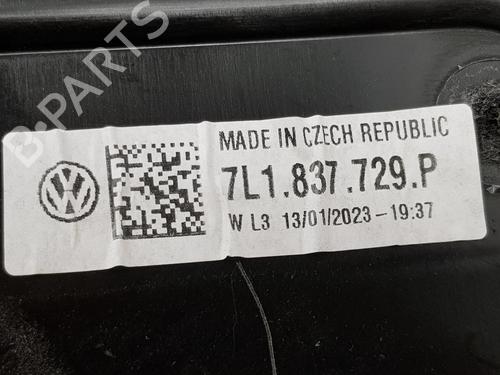 B-PARTS
MADE IN CZECH REPUBLIC
7L1.837.729.P
W L3 13/01/2023-19:37